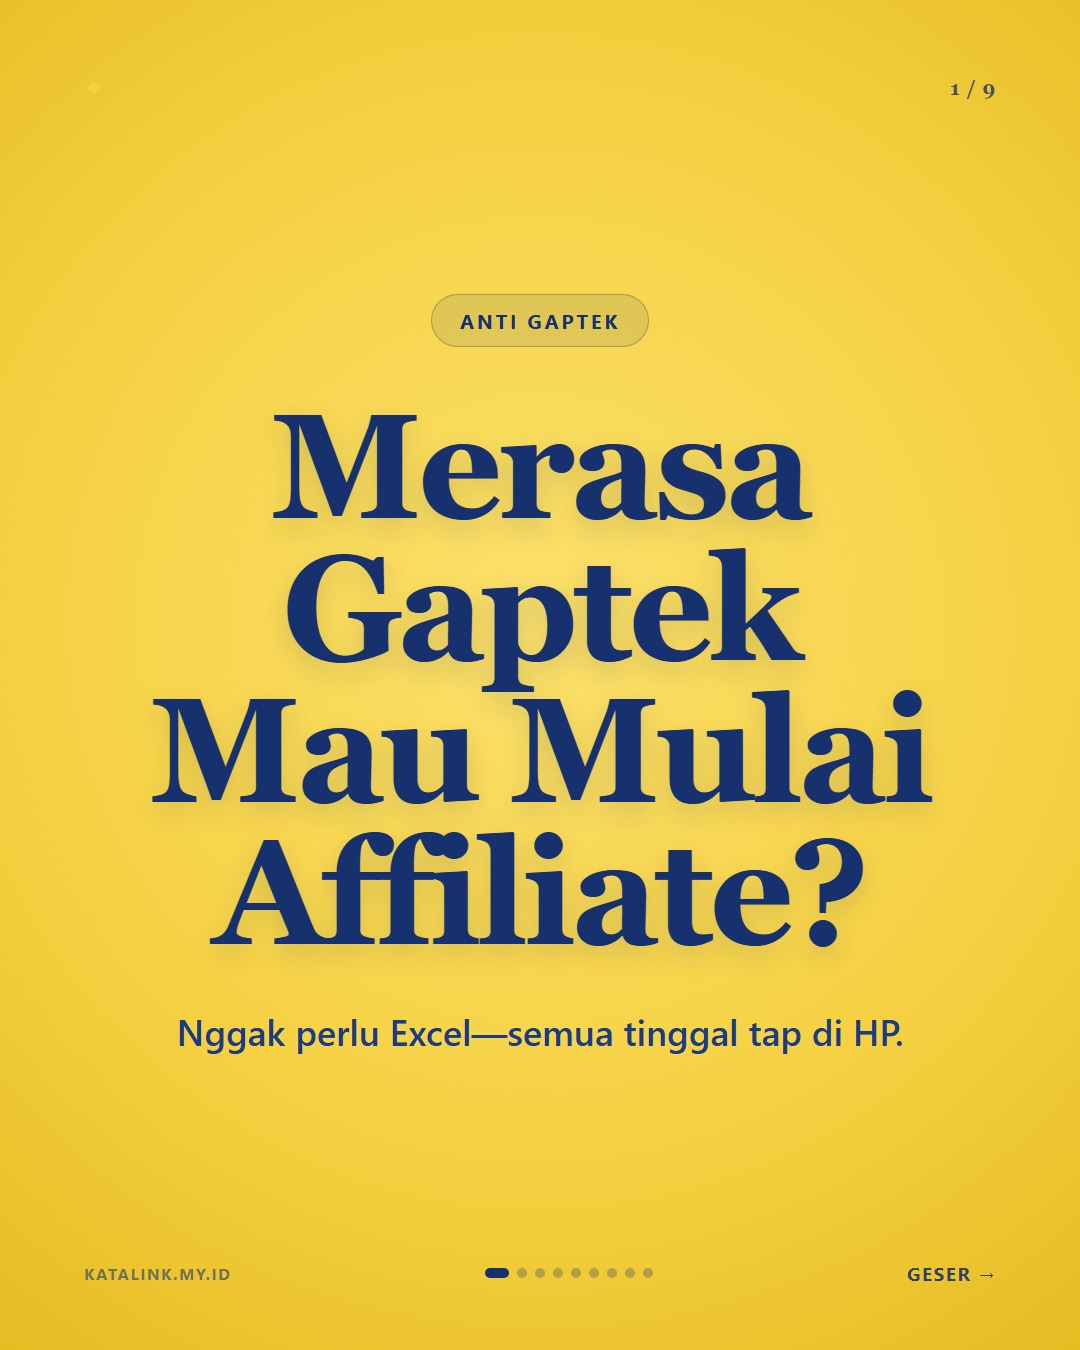 1 / 9
ANTI GAPTEK
Merasa
Gaptek
Mau Mulai
Affiliate?
Nggak perlu Excel—semua tinggal tap di HP.
KATALINK.MY.ID
GESER →